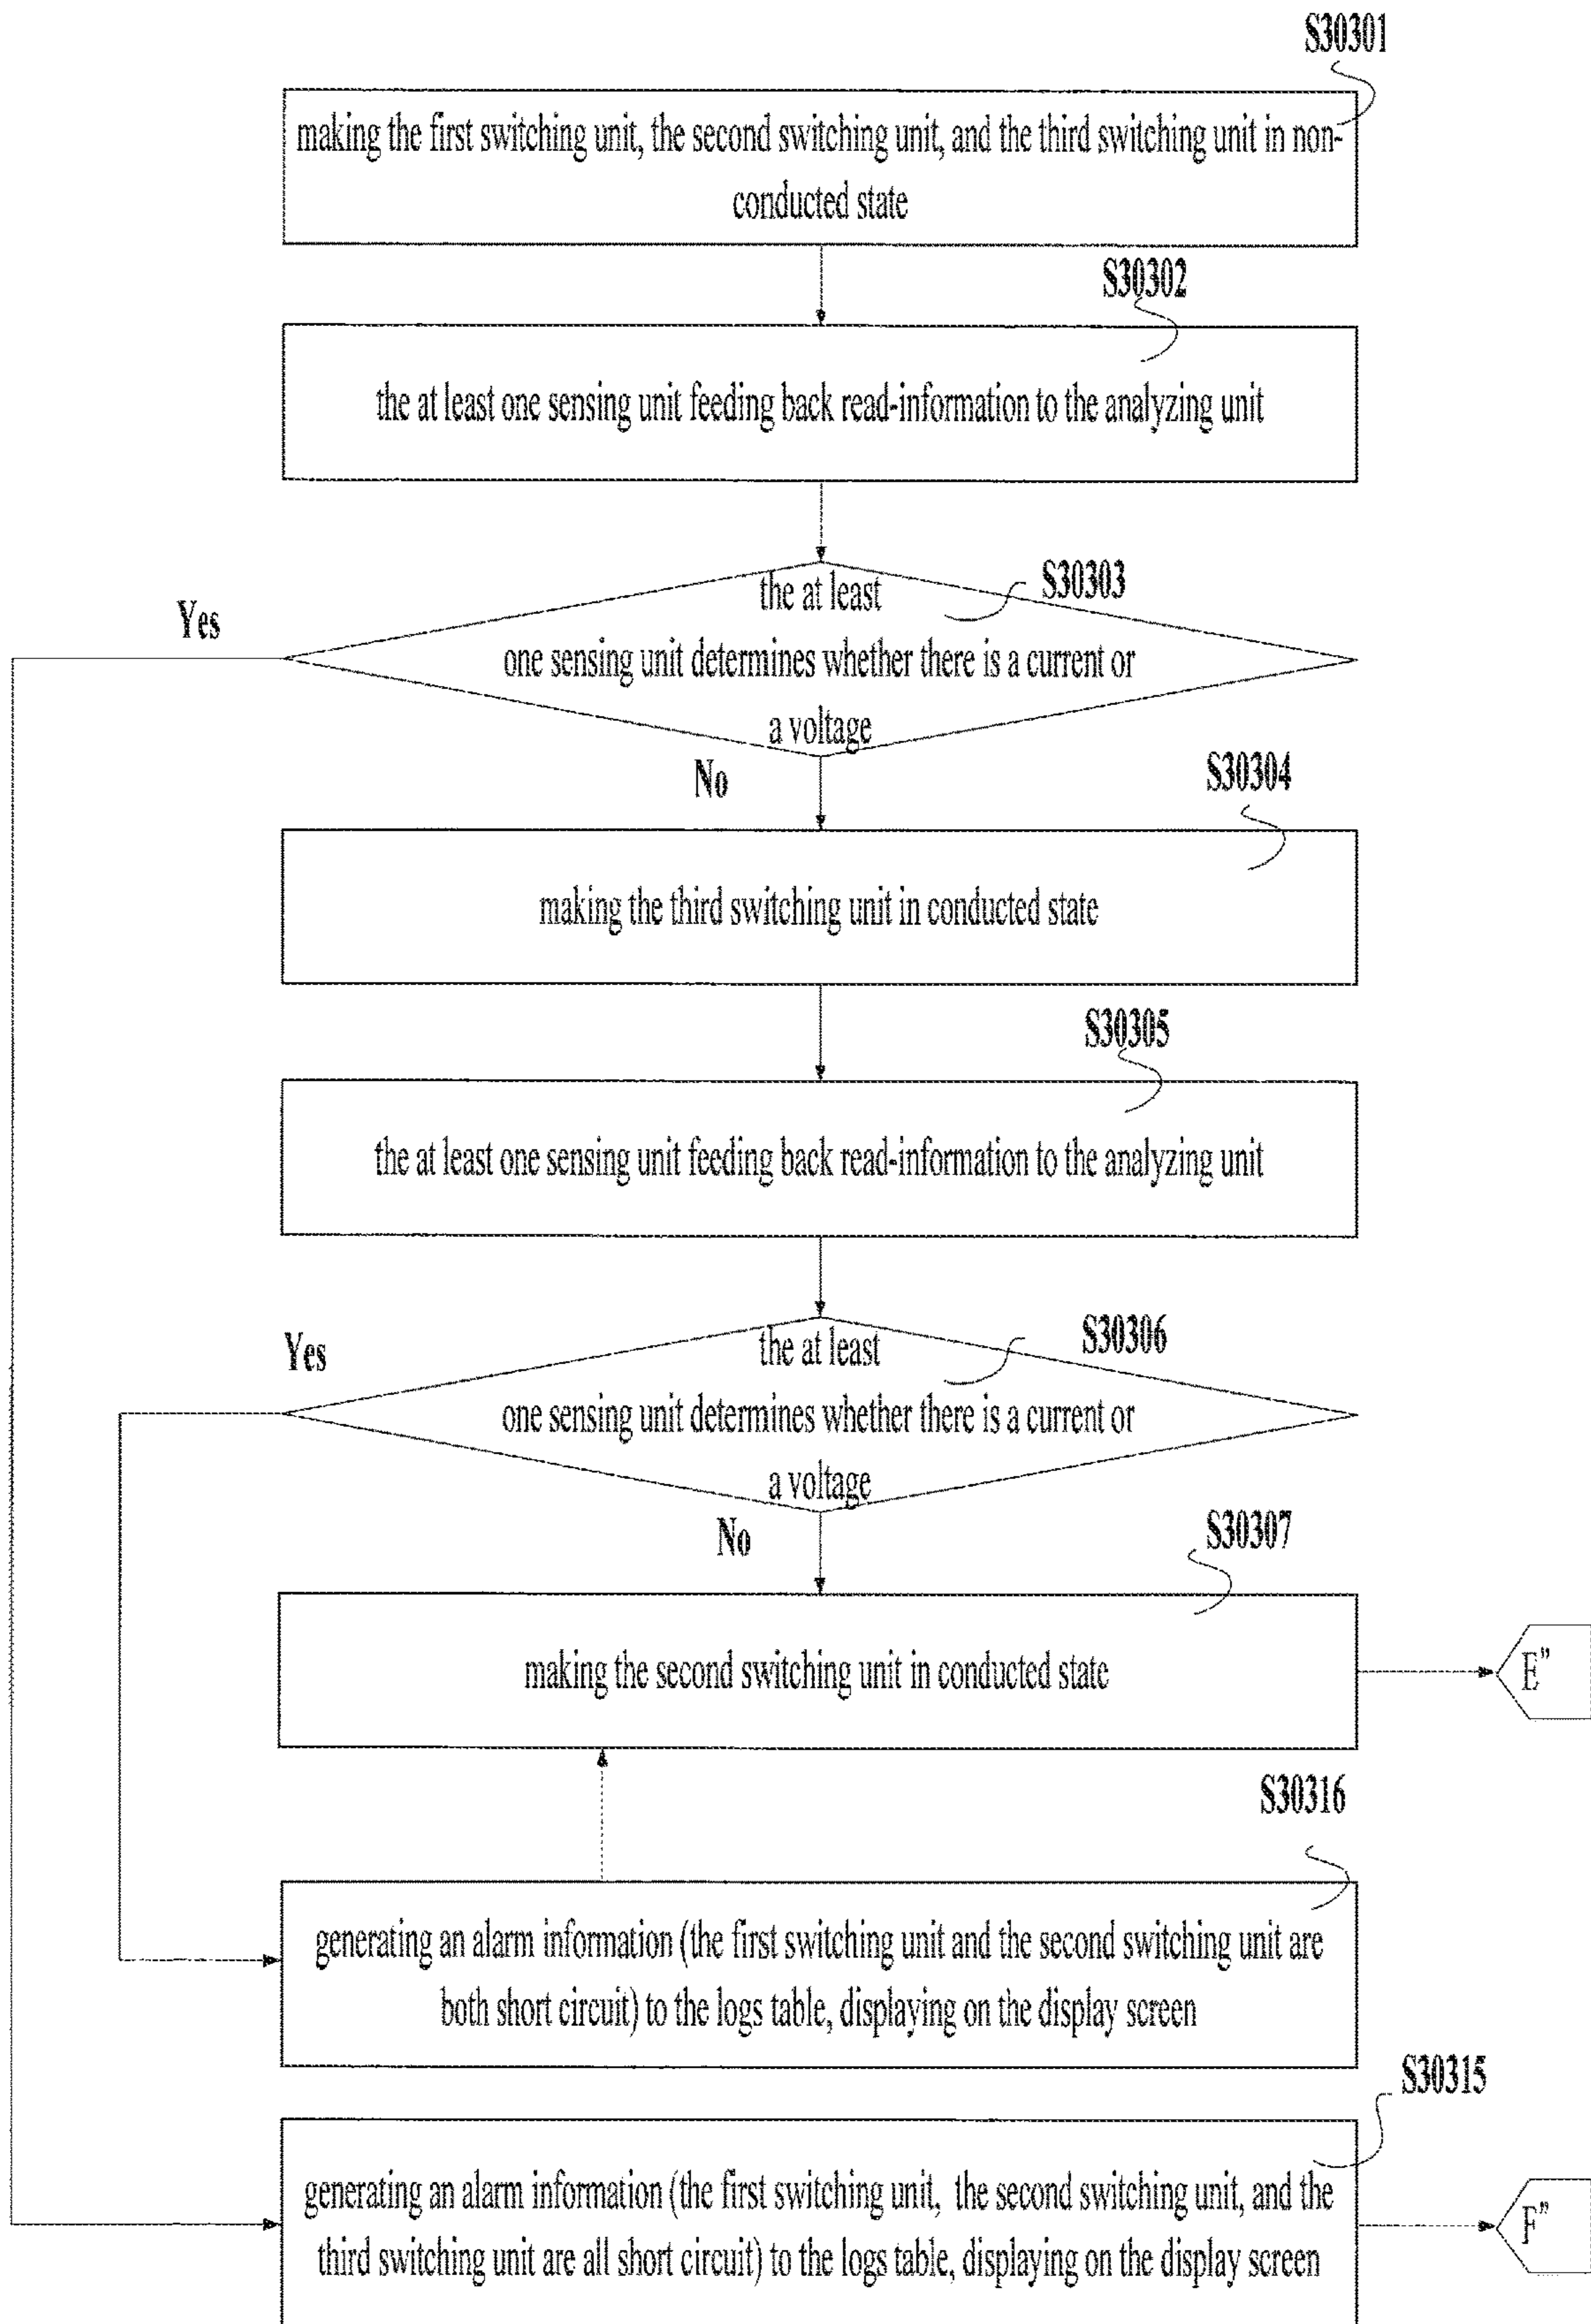 S30301
making the first switching unit, the second switching unit, and the third switching unit in non-
conducted state
S30302
the at least one sensing unit feeding back read-information to the analyzing unit
S30303
the at least
Yes
one sensing unit determines whether there is a current or
a voltage
No
S30304
making the third switching unit in conducted state
S30305
the at least one sensing unit feeding back read-information to the analyzing unit
S30306
the at least
Yes
one sensing unit determines whether there is a current or
a voltage
No
S30307
making the second switching unit in conducted state
E”
S30316
generating an alarm information (the first switching unit and the second switching unit are
both short circuit) to the logs table, displaying on the display screen
S30315
generating an alarm information (the first switching unit, the second switching unit, and the
third switching unit are all short circuit) to the logs table, displaying on the display screen
F”